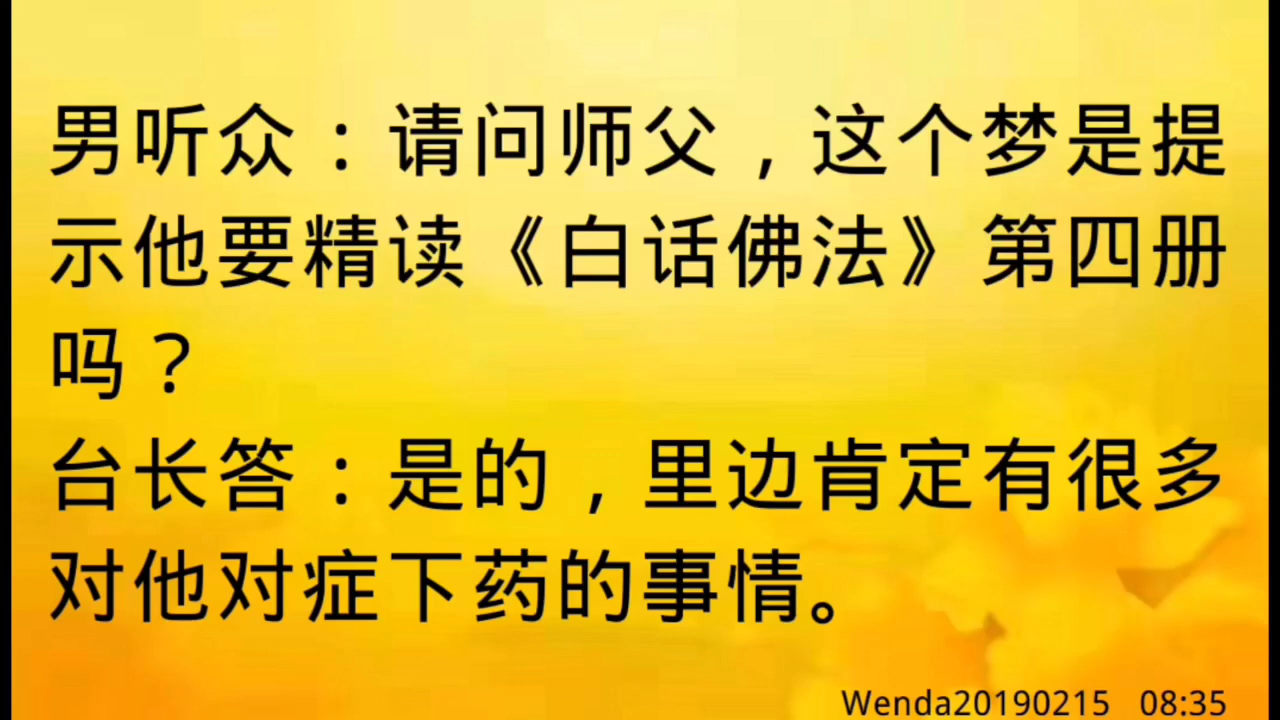 男听众：请问师父，这个梦是提
示他要精读《白话佛法》第四册
吗？
台长答：是的，里边肯定有很多
对他对症下药的事情。
Wenda20190215 08:35